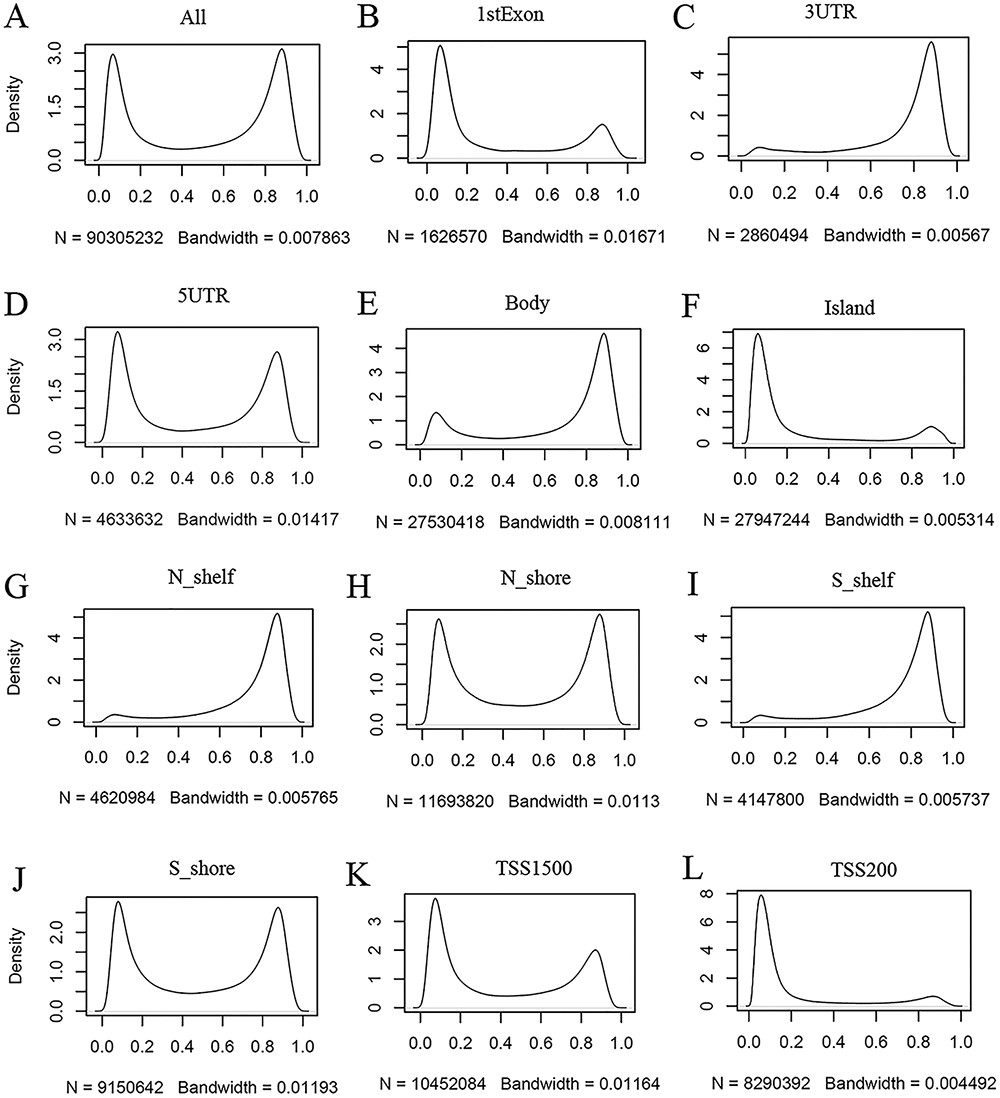 A All B 1stExon C 3UTR
Density 0.0 1.5 3.0
0 2 4
0 2 4
0.0 0.2 0.4 0.6 0.8 1.0 0.0 0.2 0.4 0.6 0.8 1.0 0.0 0.2 0.4 0.6 0.8 1.0
N = 90305232 Bandwidth = 0.007863 N = 1626570 Bandwidth = 0.01671 N = 2860494 Bandwidth = 0.00567
D 5UTR E Body F Island
Density 0.0 1.5 3.0
0 1 2 3 4
0 2 4 6
0.0 0.2 0.4 0.6 0.8 1.0 0.0 0.2 0.4 0.6 0.8 1.0 0.0 0.2 0.4 0.6 0.8 1.0
N = 4633632 Bandwidth = 0.01417 N = 27530418 Bandwidth = 0.008111 N = 27947244 Bandwidth = 0.005314
G N_shelf H N_shore I S_shelf
Density 0 2 4
0.0 1.0 2.0
0 2 4
0.0 0.2 0.4 0.6 0.8 1.0 0.0 0.2 0.4 0.6 0.8 1.0 0.0 0.2 0.4 0.6 0.8 1.0
N = 4620984 Bandwidth = 0.005765 N = 11693820 Bandwidth = 0.0113 N = 4147800 Bandwidth = 0.005737
J S_shore K TSS1500 L TSS200
Density 0.0 1.0 2.0
0 1 2 3
0 2 4 6 8
0.0 0.2 0.4 0.6 0.8 1.0 0.0 0.2 0.4 0.6 0.8 1.0 0.0 0.2 0.4 0.6 0.8 1.0
N = 9150642 Bandwidth = 0.01193 N = 10452084 Bandwidth = 0.01164 N = 8290392 Bandwidth = 0.004492